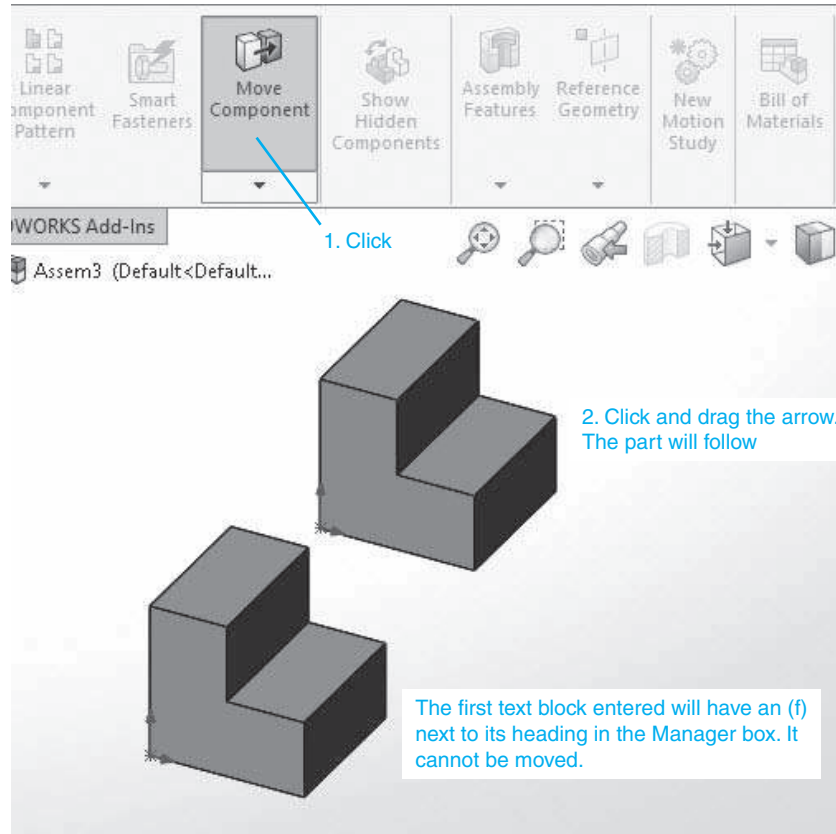 Linear
omponent
Pattern
Smart
Fasteners
Move
Component
Show
Hidden
Components
Assembly
Features
Reference
Geometry
New
Motion
Study
Bill of
Materials
WORKS Add-Ins
1. Click
Assem3 (Default<Default...
2. Click and drag the arrow.
The part will follow
The first text block entered will have an (f)
next to its heading in the Manager box. It
cannot be moved.